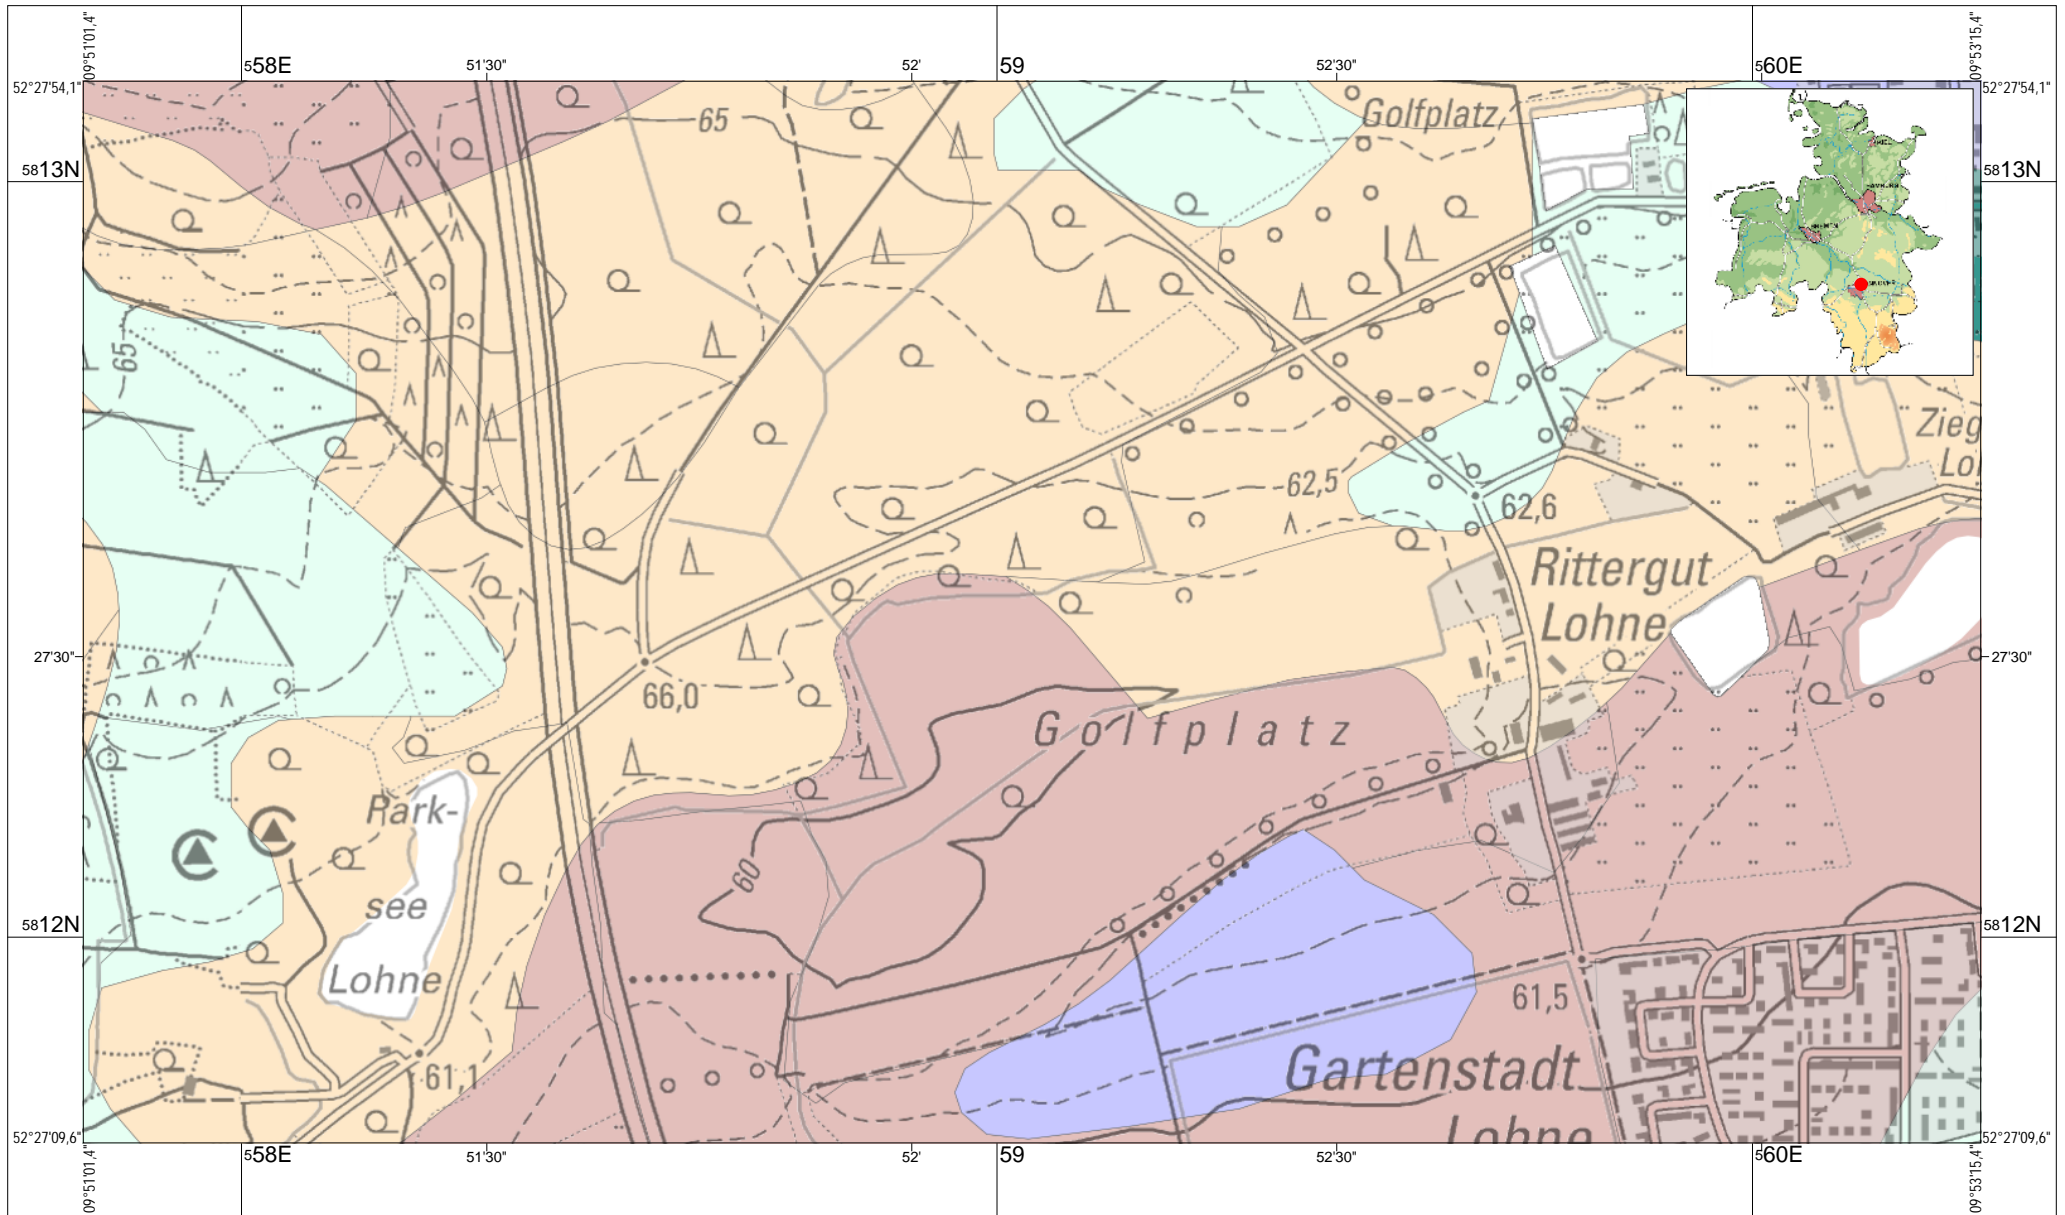 09°51'01,4"
558E
51'30"
52'
59
52'30"
560E
09°53'15,4"
52°27'54,1"
52°27'54,1"
65
Golfplatz
HAMBURG
BREMEN
5813N
5813N
65
Zieg
62,5
62,6
Rittergut
Lohne
27'30"
27'30"
66,0
Golfplatz
Park-
see
Lohne
60
5812N
5812N
61,5
61,1
Gartenstadt
Lohne
52°27'09,6"
52°27'09,6"
09°51'01,4"
558E
51'30"
52'
59
52'30"
560E
09°53'15,4"